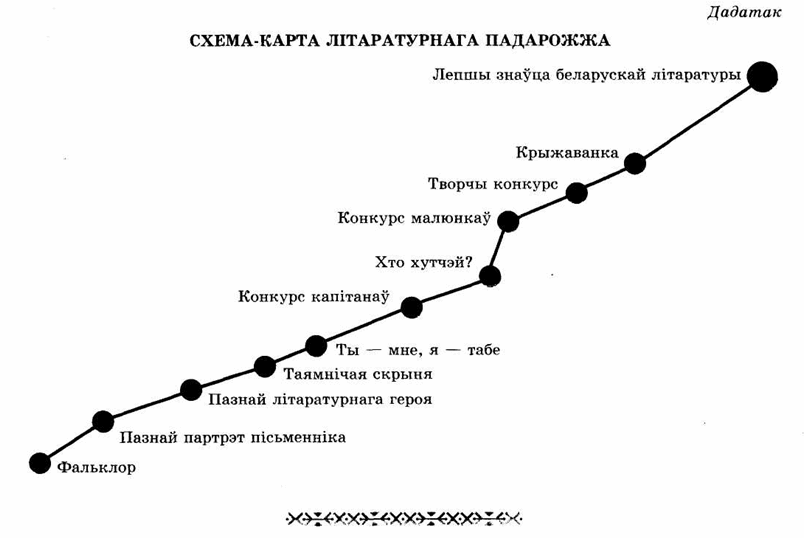 Дадатак
СХЕМА-КАРТА ЛІТАРАТУРНАГА ПАДАРОЖЖА
Лепшы знаўца беларускай літаратуры
Крыжаванка
Творчы конкурс
Конкурс малюнкаў
Хто хутчэй?
Конкурс капітанаў
Ты — мне, я — табе
Таямнічая скрыня
Пазнай літаратурнага героя
Пазнай партрэт пісьменніка
Фальклор